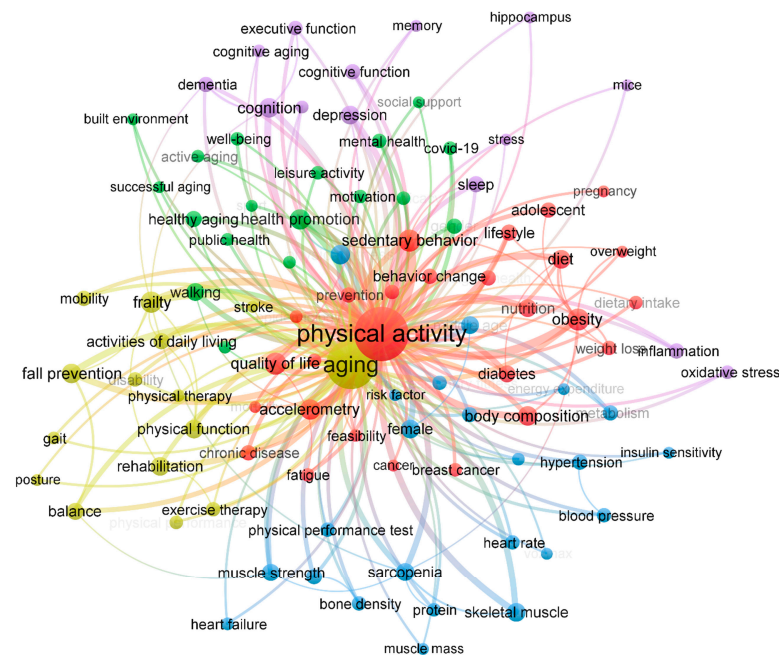 hippocampus
executive function
memory
cognitive aging
cognitive function
dementia
mice
cognition
social support
built environment
depression
well-being
mental health
stress
covid-19
active aging
leisure activity
successful aging
sleep
pregnancy
motivation
adolescent
healthy aging
health promotion
lifestyle
public health
sedentary behavior
overweight
diet
behavior change
walking
prevention
mobility
frailty
nutrition
dietary intake
stroke
obesity
physical activity
activities of daily living
weight loss
inflammation
quality of life
aging
fall prevention
disability
diabetes
oxidative stress
energy expenditure
physical therapy
risk factor
accelerometry
body composition
metabolism
physical function
female
feasibility
gait
chronic disease
insulin sensitivity
rehabilitation
cancer
breast cancer
hypertension
posture
fatigue
balance
exercise therapy
blood pressure
physical performance
physical performance test
heart rate
muscle strength
sarcopenia
bone density
protein
skeletal muscle
heart failure
muscle mass